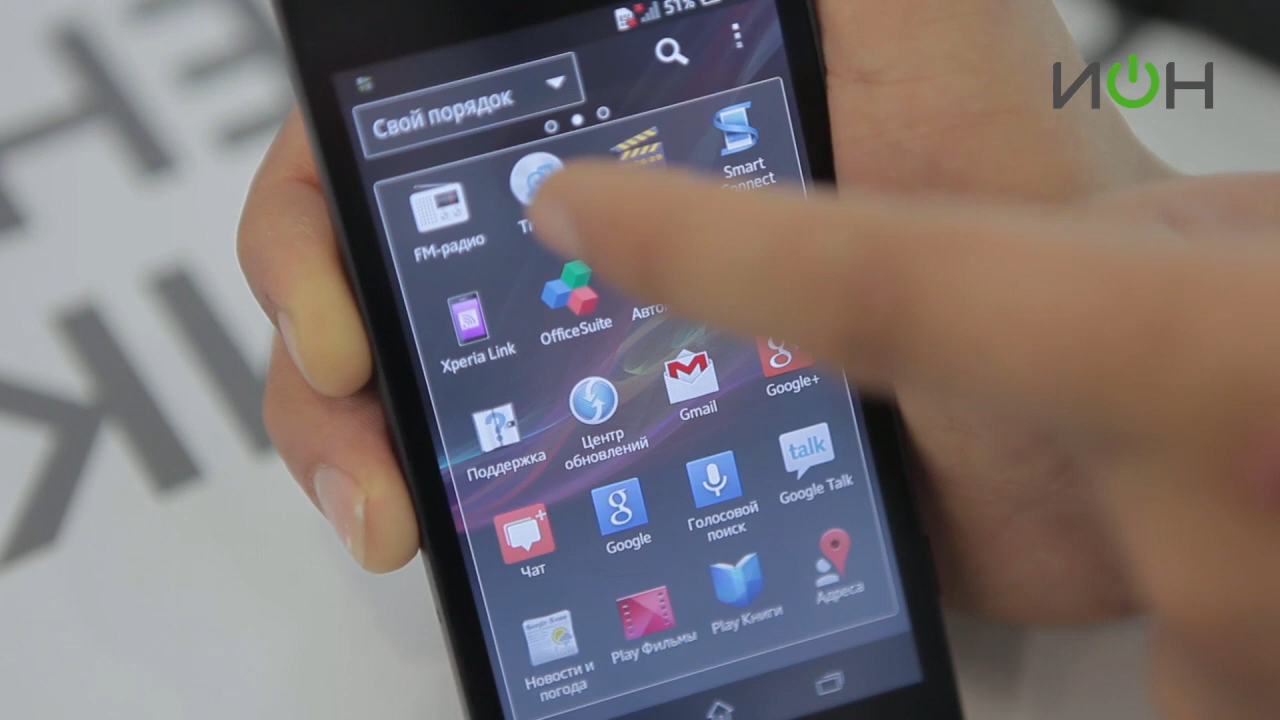 ИОН
51%
Свой порядок
Smart
FM-радио
Xperia Link
OfficeSuite
Поддержка
Центр
обновлений
Gmail
Google+
Чат
Google
Голосовой
поиск
talk
Google Talk
Новости и
погода
Play Фильмы
Play Книги
Адреса